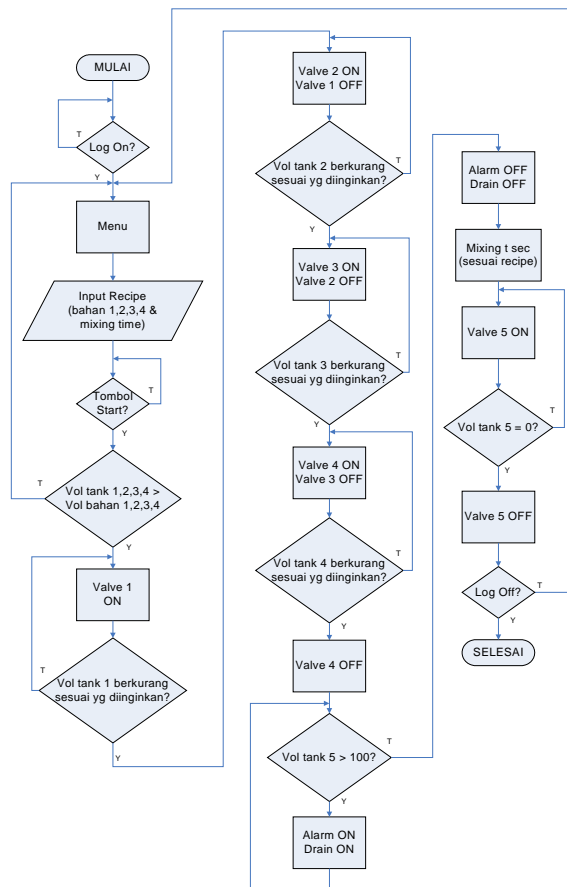 MULAI
T
Log On?
Y
Menu
Input Recipe
(bahan 1,2,3,4 &
mixing time)
Tombol
Start?
T
Y
T
Vol tank 1,2,3,4 >
Vol bahan 1,2,3,4
Y
Valve 1
ON
T
Vol tank 1 berkurang
sesuai yg diinginkan?
Y
Valve 2 ON
Valve 1 OFF
Vol tank 2 berkurang
sesuai yg diinginkan?
T
Y
Valve 3 ON
Valve 2 OFF
Vol tank 3 berkurang
sesuai yg diinginkan?
T
Y
Valve 4 ON
Valve 3 OFF
Vol tank 4 berkurang
sesuai yg diinginkan?
T
Y
Valve 4 OFF
Vol tank 5 > 100?
T
Y
Alarm ON
Drain ON
Alarm OFF
Drain OFF
Mixing t sec
(sesuai recipe)
Valve 5 ON
Vol tank 5 = 0?
T
Y
Valve 5 OFF
Log Off?
T
Y
SELESAI